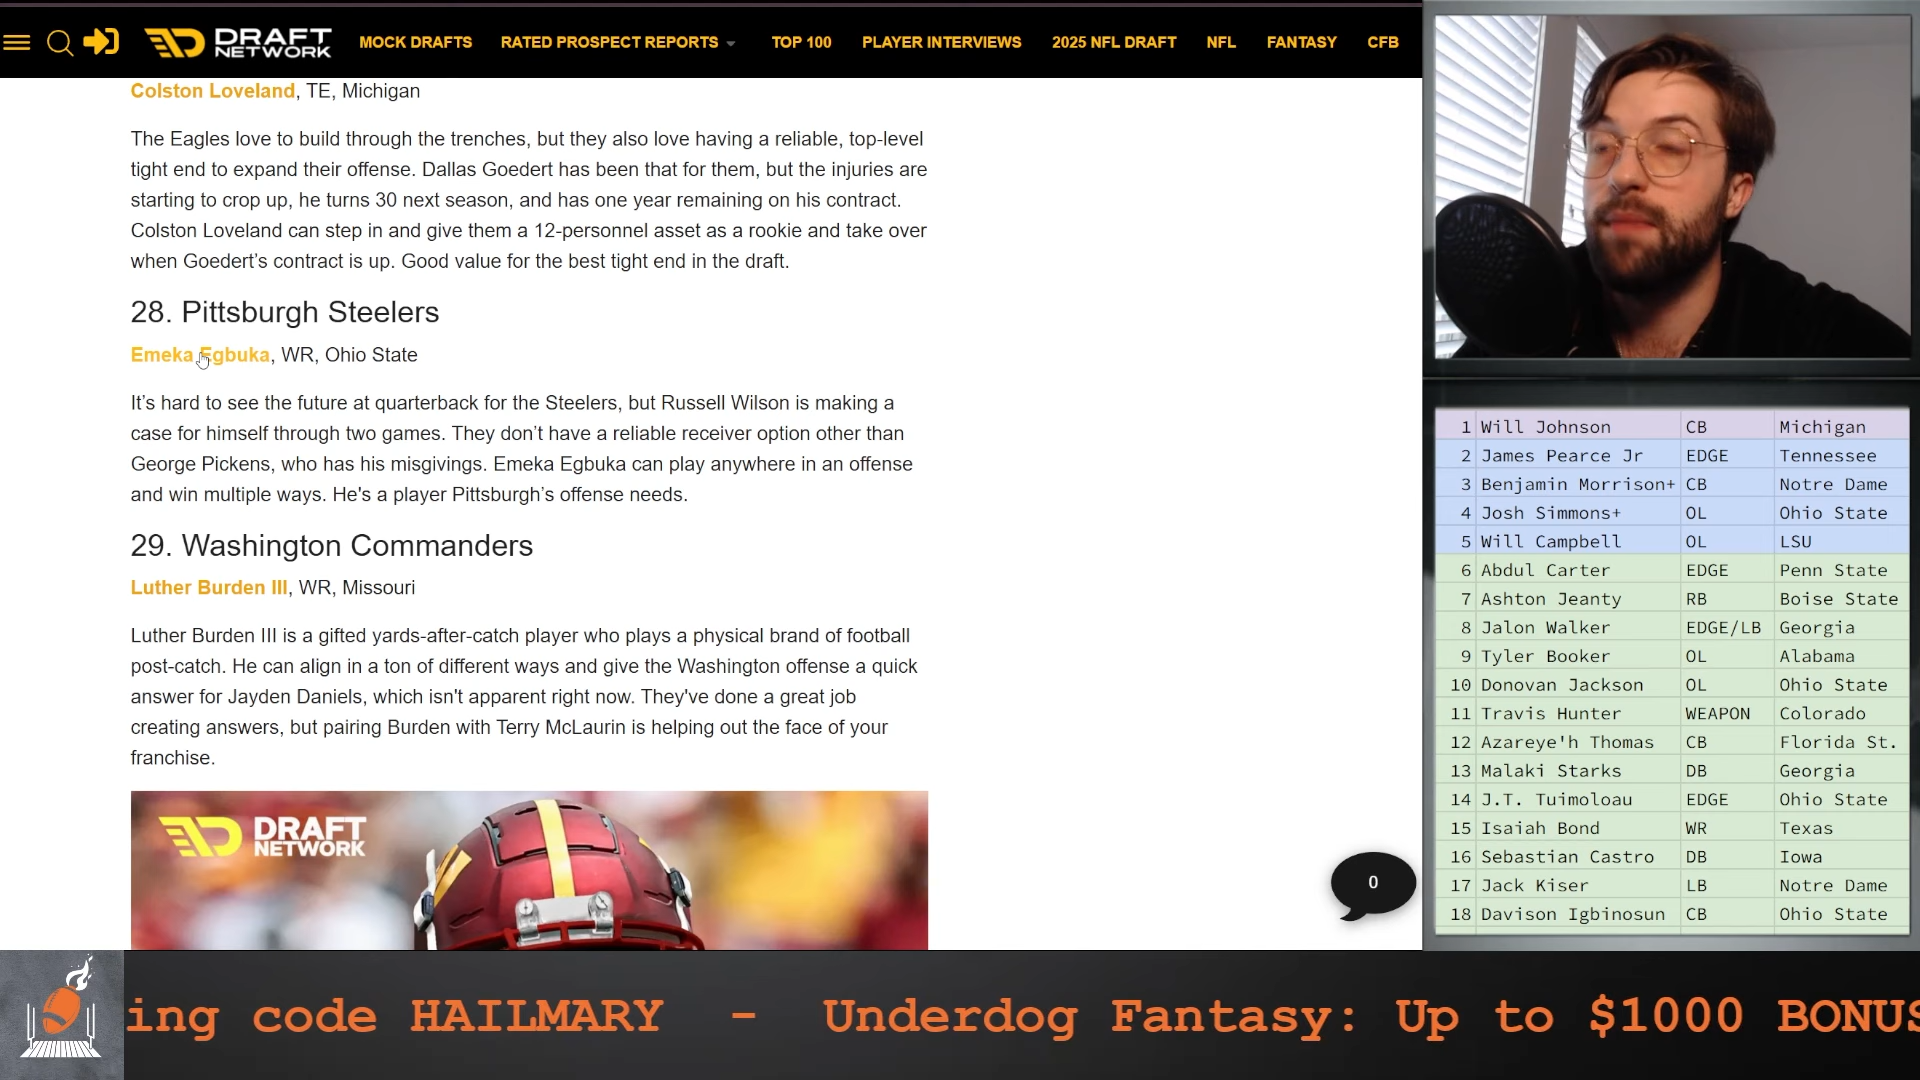 DRAFT NETWORK MOCK DRAFTS RATED PROSPECT REPORTS TOP 100 PLAYER INTERVIEWS 2025 NFL DRAFT NFL FANTASY CFB
Colston Loveland, TE, Michigan
The Eagles love to build through the trenches, but they also love having a reliable, top-level
tight end to expand their offense. Dallas Goedert has been that for them, but the injuries are
starting to crop up, he turns 30 next season, and has one year remaining on his contract.
Colston Loveland can step in and give them a 12-personnel asset as a rookie and take over
when Goedert’s contract is up. Good value for the best tight end in the draft.
28. Pittsburgh Steelers
Emeka Egbuka, WR, Ohio State
It’s hard to see the future at quarterback for the Steelers, but Russell Wilson is making a
case for himself through two games. They don’t have a reliable receiver option other than
George Pickens, who has his misgivings. Emeka Egbuka can play anywhere in an offense
and win multiple ways. He's a player Pittsburgh’s offense needs.
29. Washington Commanders
Luther Burden III, WR, Missouri
Luther Burden III is a gifted yards-after-catch player who plays a physical brand of football
post-catch. He can align in a ton of different ways and give the Washington offense a quick
answer for Jayden Daniels, which isn't apparent right now. They've done a great job
creating answers, but pairing Burden with Terry McLaurin is helping out the face of your
franchise.
DRAFT
NETWORK
0
1 Will Johnson CB Michigan
2 James Pearce Jr EDGE Tennessee
3 Benjamin Morrison+ CB Notre Dame
4 Josh Simmons+ OL Ohio State
5 Will Campbell OL LSU
6 Abdul Carter EDGE Penn State
7 Ashton Jeanty RB Boise State
8 Jalon Walker EDGE/LB Georgia
9 Tyler Booker OL Alabama
10 Donovan Jackson OL Ohio State
11 Travis Hunter WEAPON Colorado
12 Azareye'h Thomas CB Florida St.
13 Malaki Starks DB Georgia
14 J.T. Tuimoloau EDGE Ohio State
15 Isaiah Bond WR Texas
16 Sebastian Castro DB Iowa
17 Jack Kiser LB Notre Dame
18 Davison Igbinosun CB Ohio State
ing code HAILMARY - Underdog Fantasy: Up to $1000 BONUS